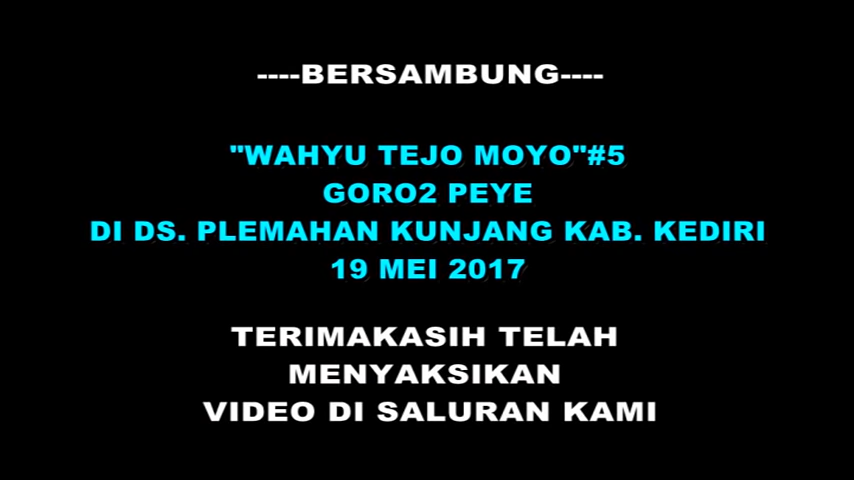 ----BERSAMBUNG----
"WAHYU TEJO MOYO"#5
GORO2 PEYE
DI DS. PLEMAHAN KUNJANG KAB. KEDIRI
19 MEI 2017
TERIMAKASIH TELAH
MENYAKSIKAN
VIDEO DI SALURAN KAMI